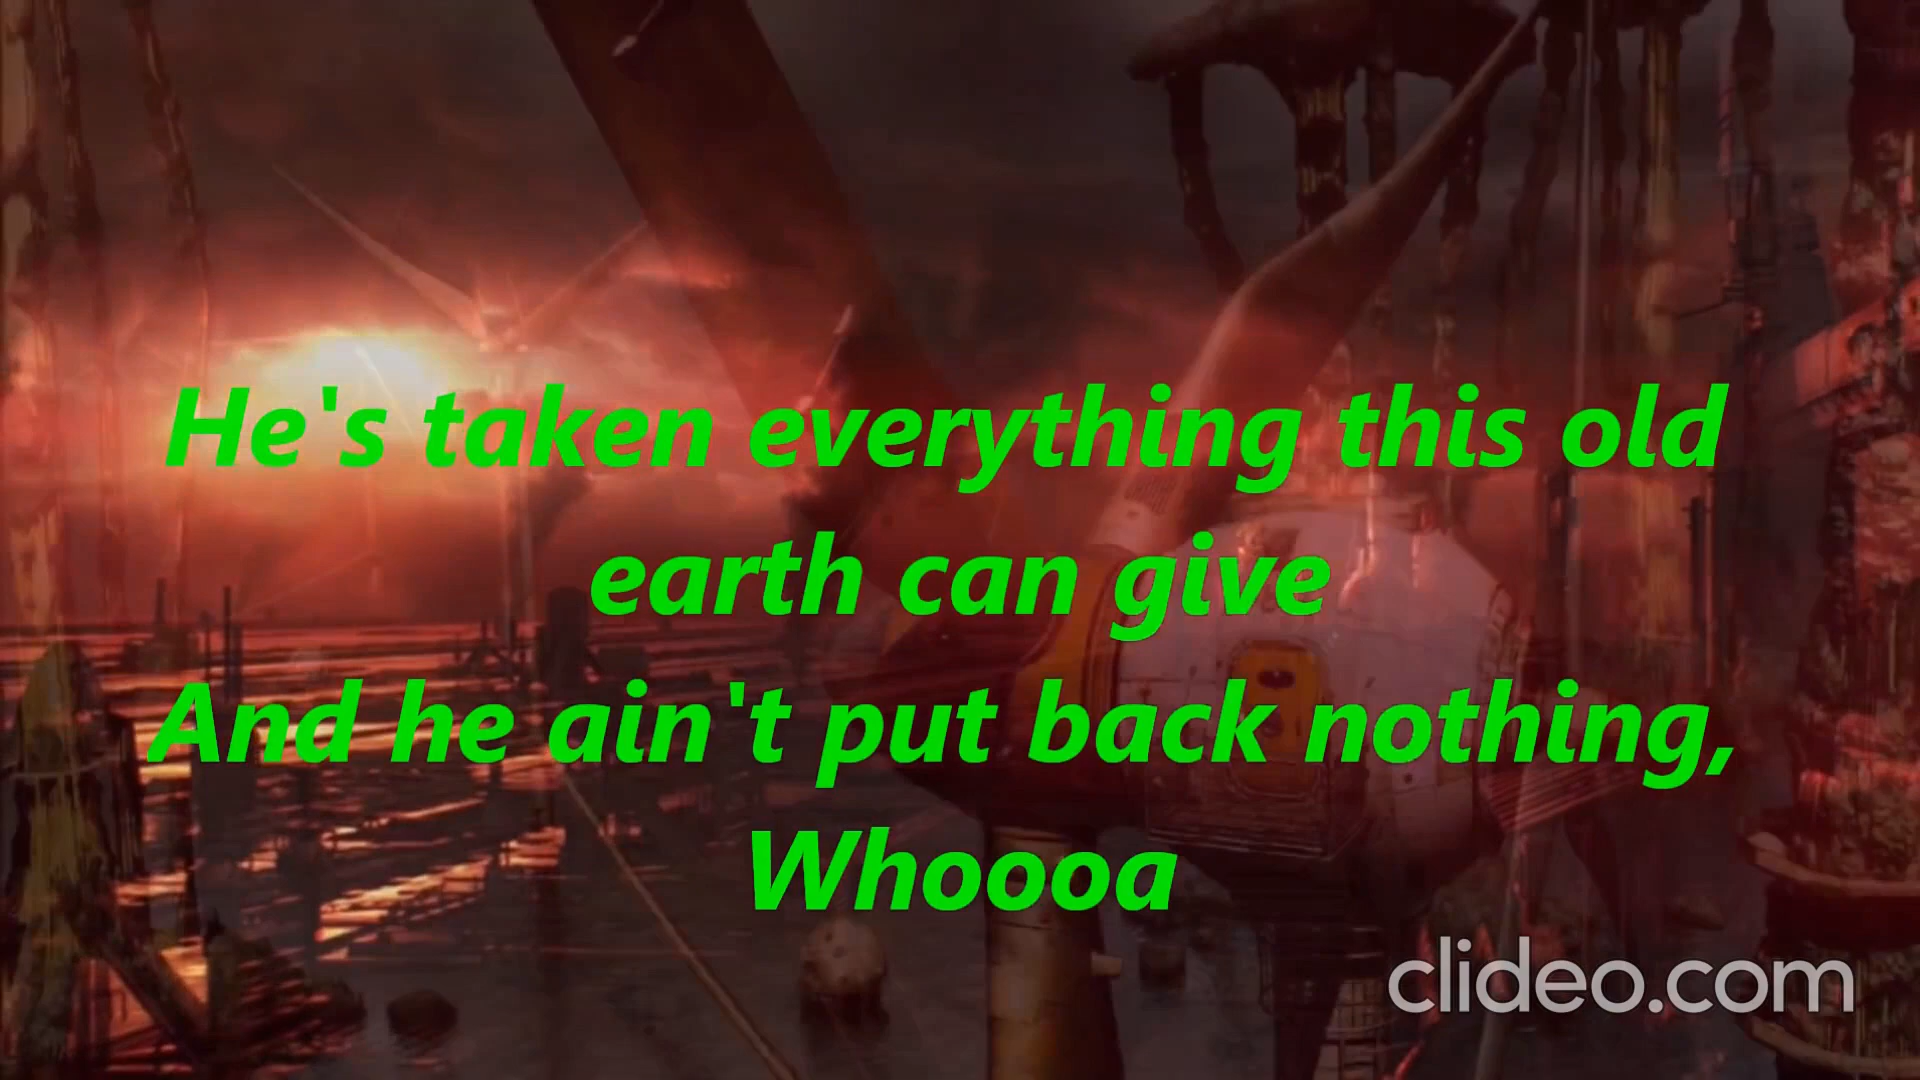 He's taken everything this old
earth can give
And he ain't put back nothing,
Whoooa
clideo.com